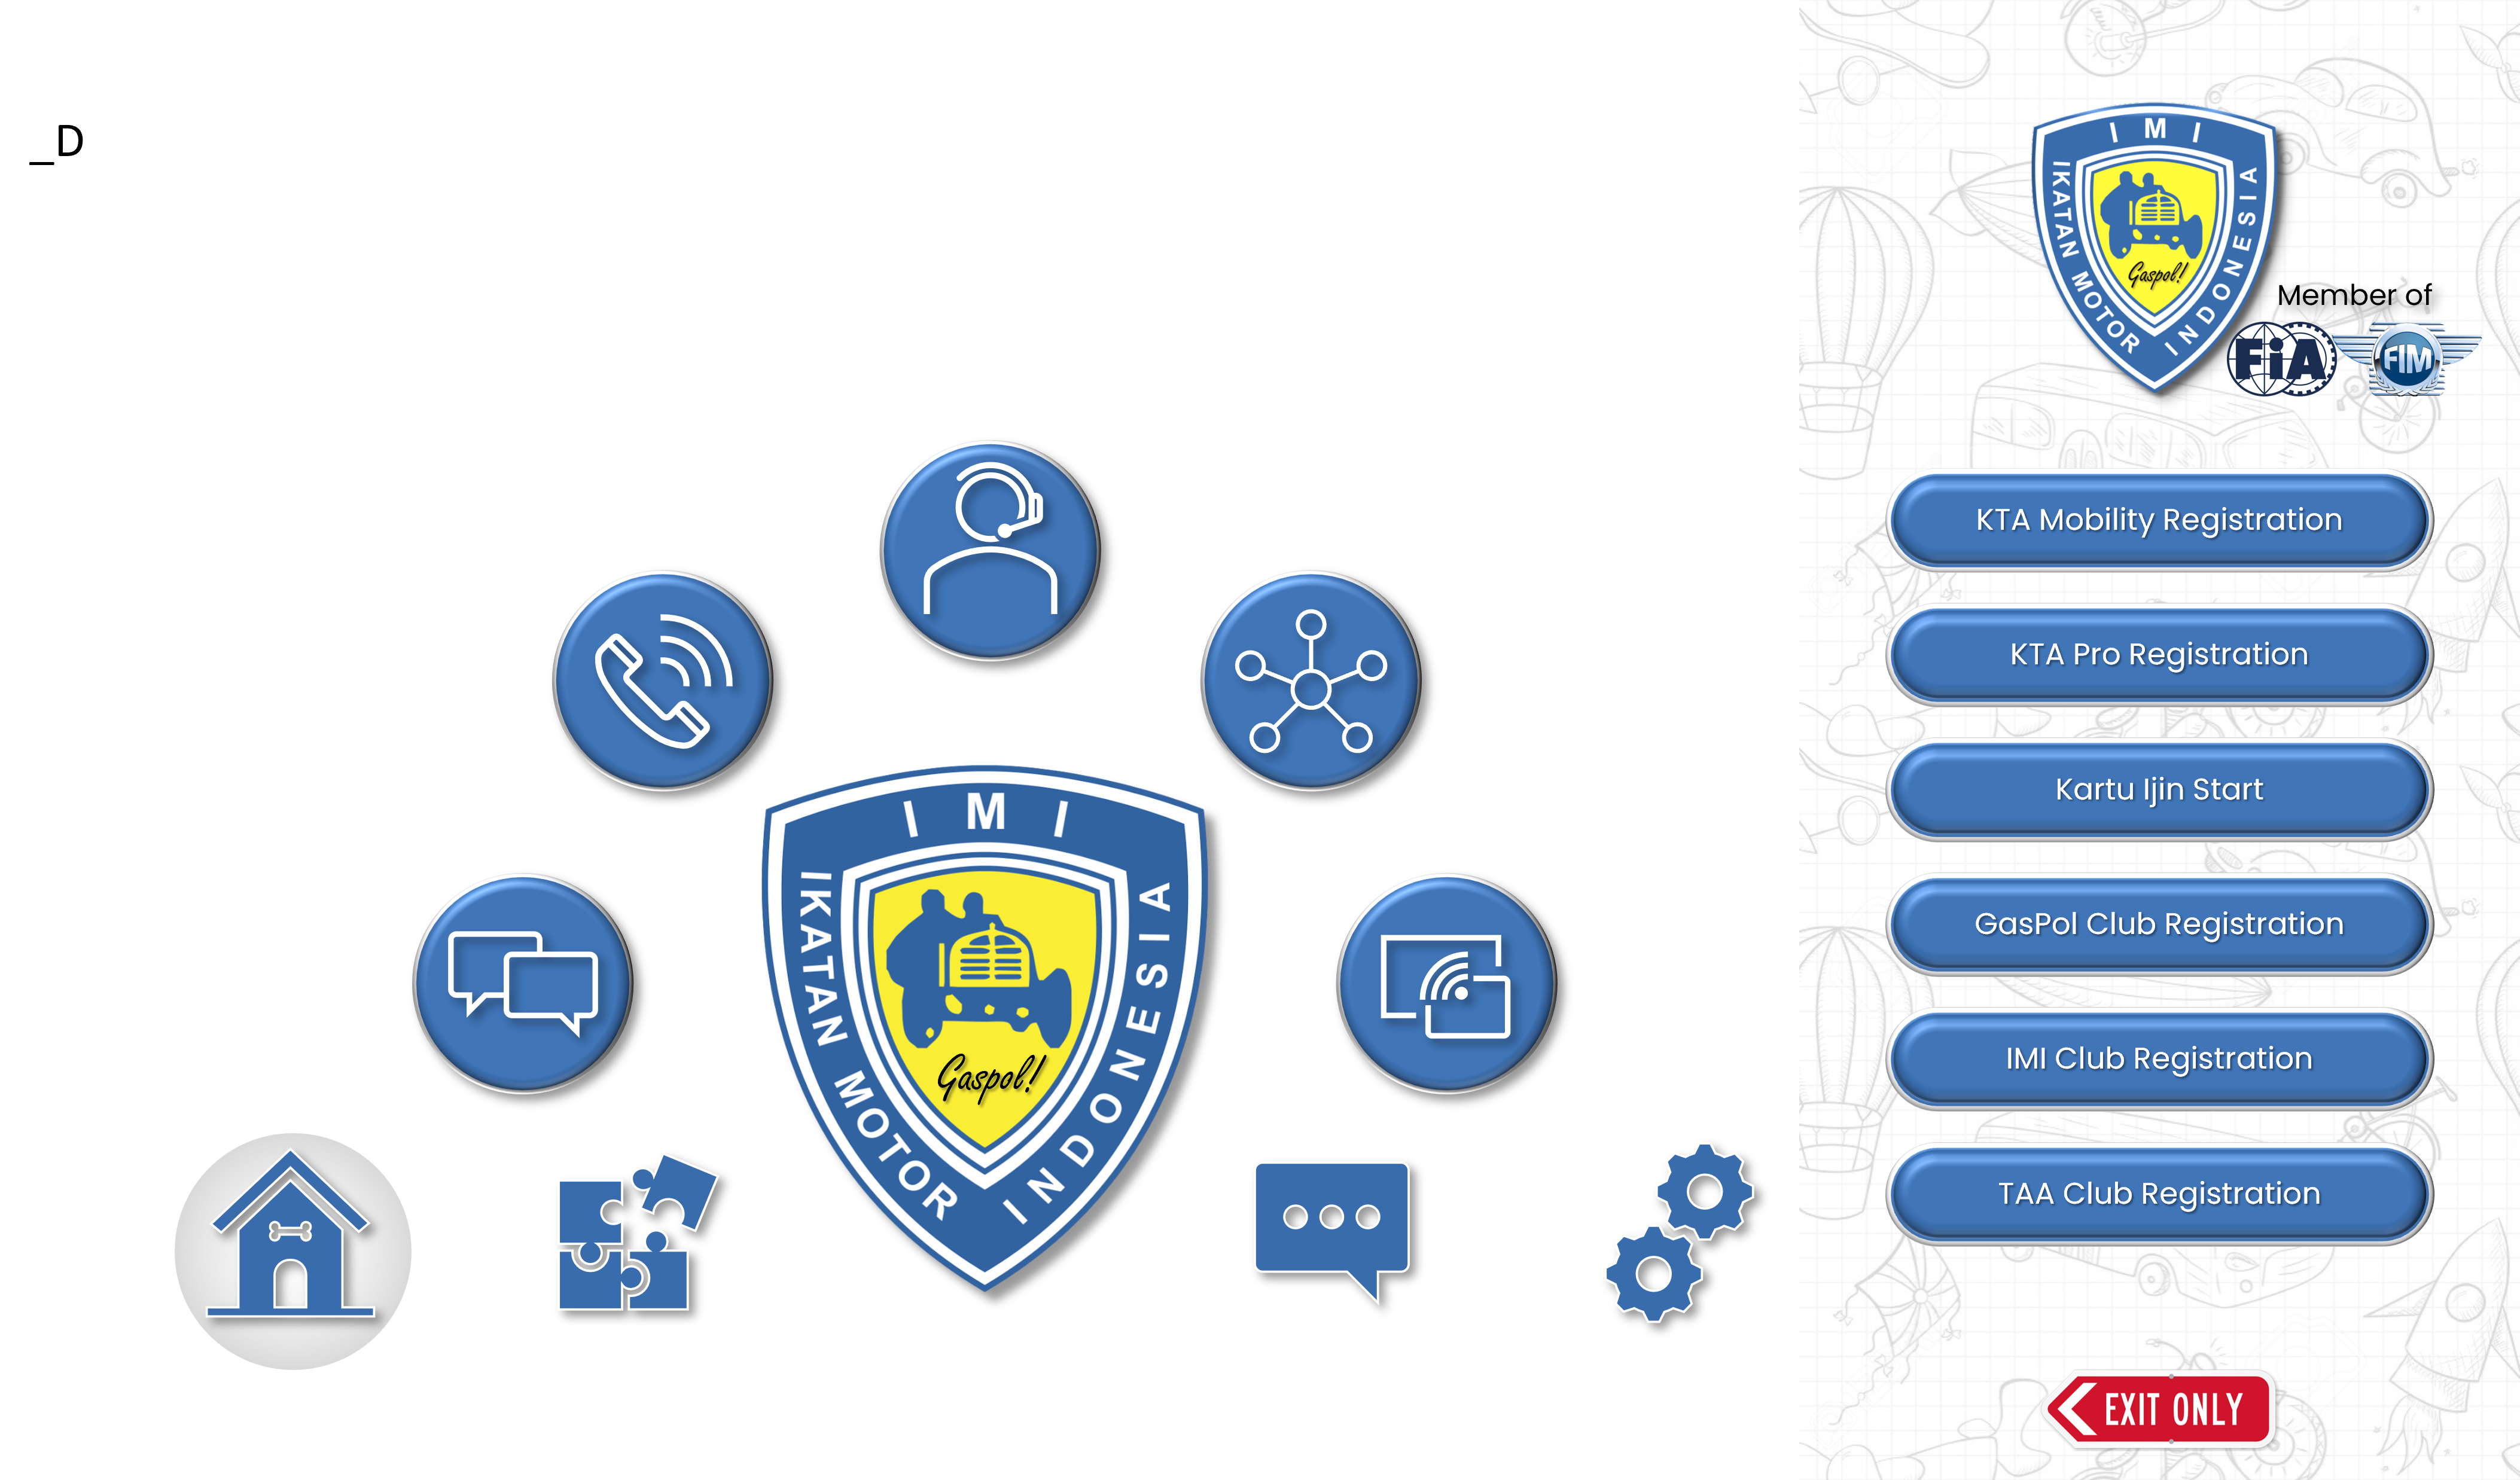 _D
I M I
IKATAN MOTOR INDONESIA
Gaspol!
I M I
IKATAN MOTOR INDONESIA
Gaspol!
Member of
FiA FIM
KTA Mobility Registration
KTA Pro Registration
Kartu Ijin Start
GasPol Club Registration
IMI Club Registration
TAA Club Registration
EXIT ONLY